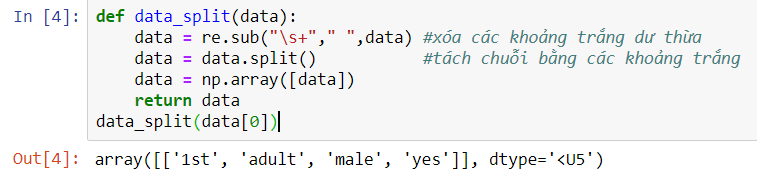 In [4]: def data_split(data):
data = re.sub("\s+"," ",data) #xóa các khoảng trắng dư thừa
data = data.split() #tách chuỗi bằng các khoảng trắng
data = np.array([data])
return data
data_split(data[0])
Out[4]: array([['1st', 'adult', 'male', 'yes']], dtype='<U5')